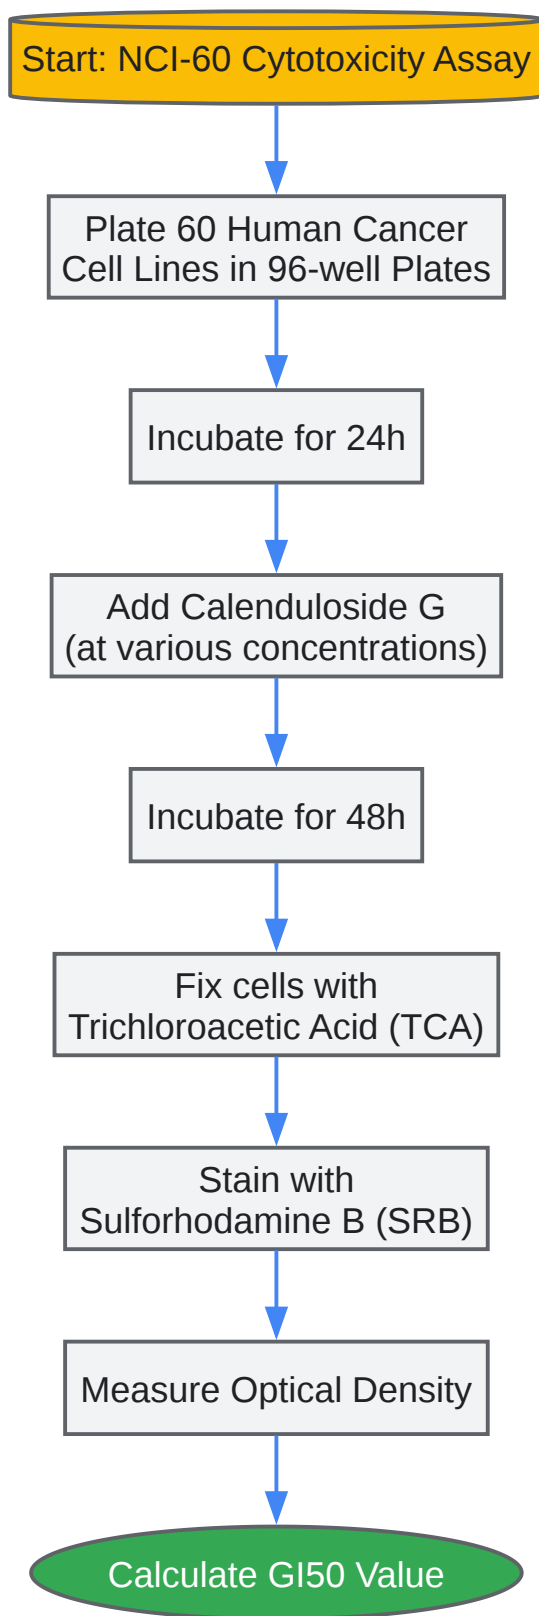 Start: NCI-60 Cytotoxicity Assay
Plate 60 Human Cancer
Cell Lines in 96-well Plates
Incubate for 24h
Add Calenduloside G
(at various concentrations)
Incubate for 48h
Fix cells with
Trichloroacetic Acid (TCA)
Stain with
Sulforhodamine B (SRB)
Measure Optical Density
Calculate GI50 Value